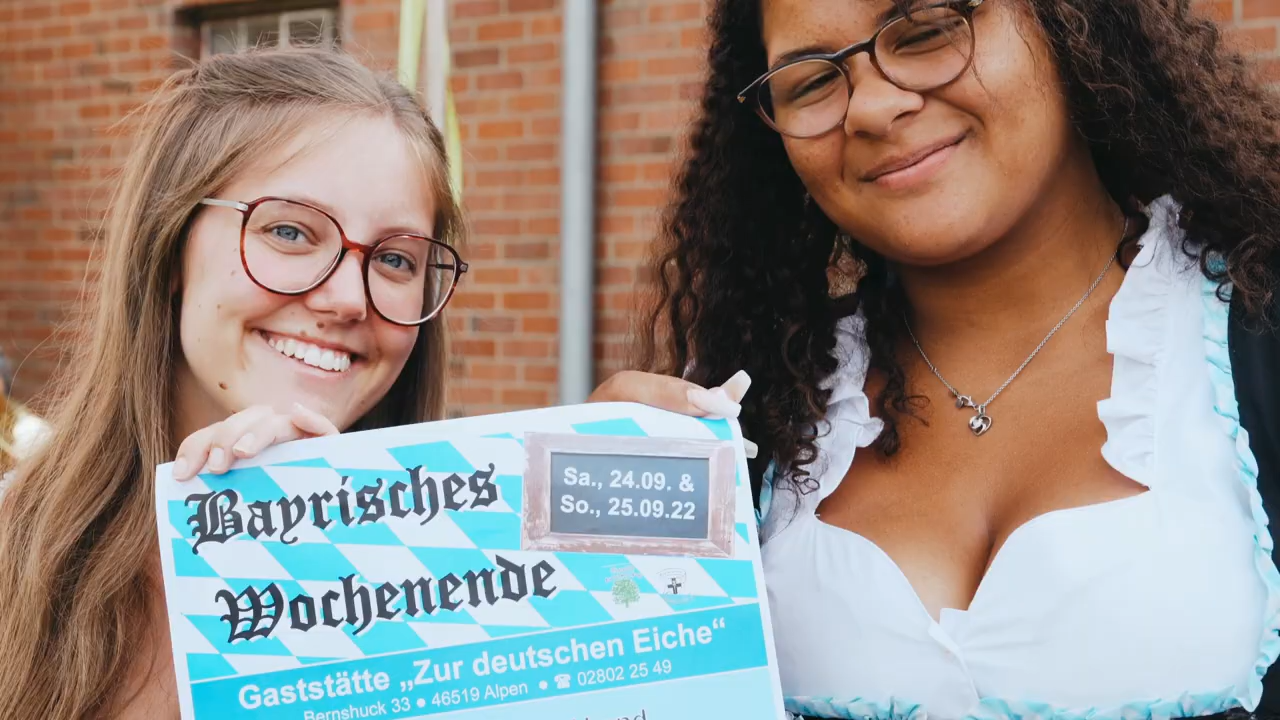 Bayrisches
Wochenende
Sa., 24.09. &
So., 25.09.22
Gaststätte „Zur deutschen Eiche“
Bernshuck 33 ● 46519 Alpen ● ☎ 02802 25 49